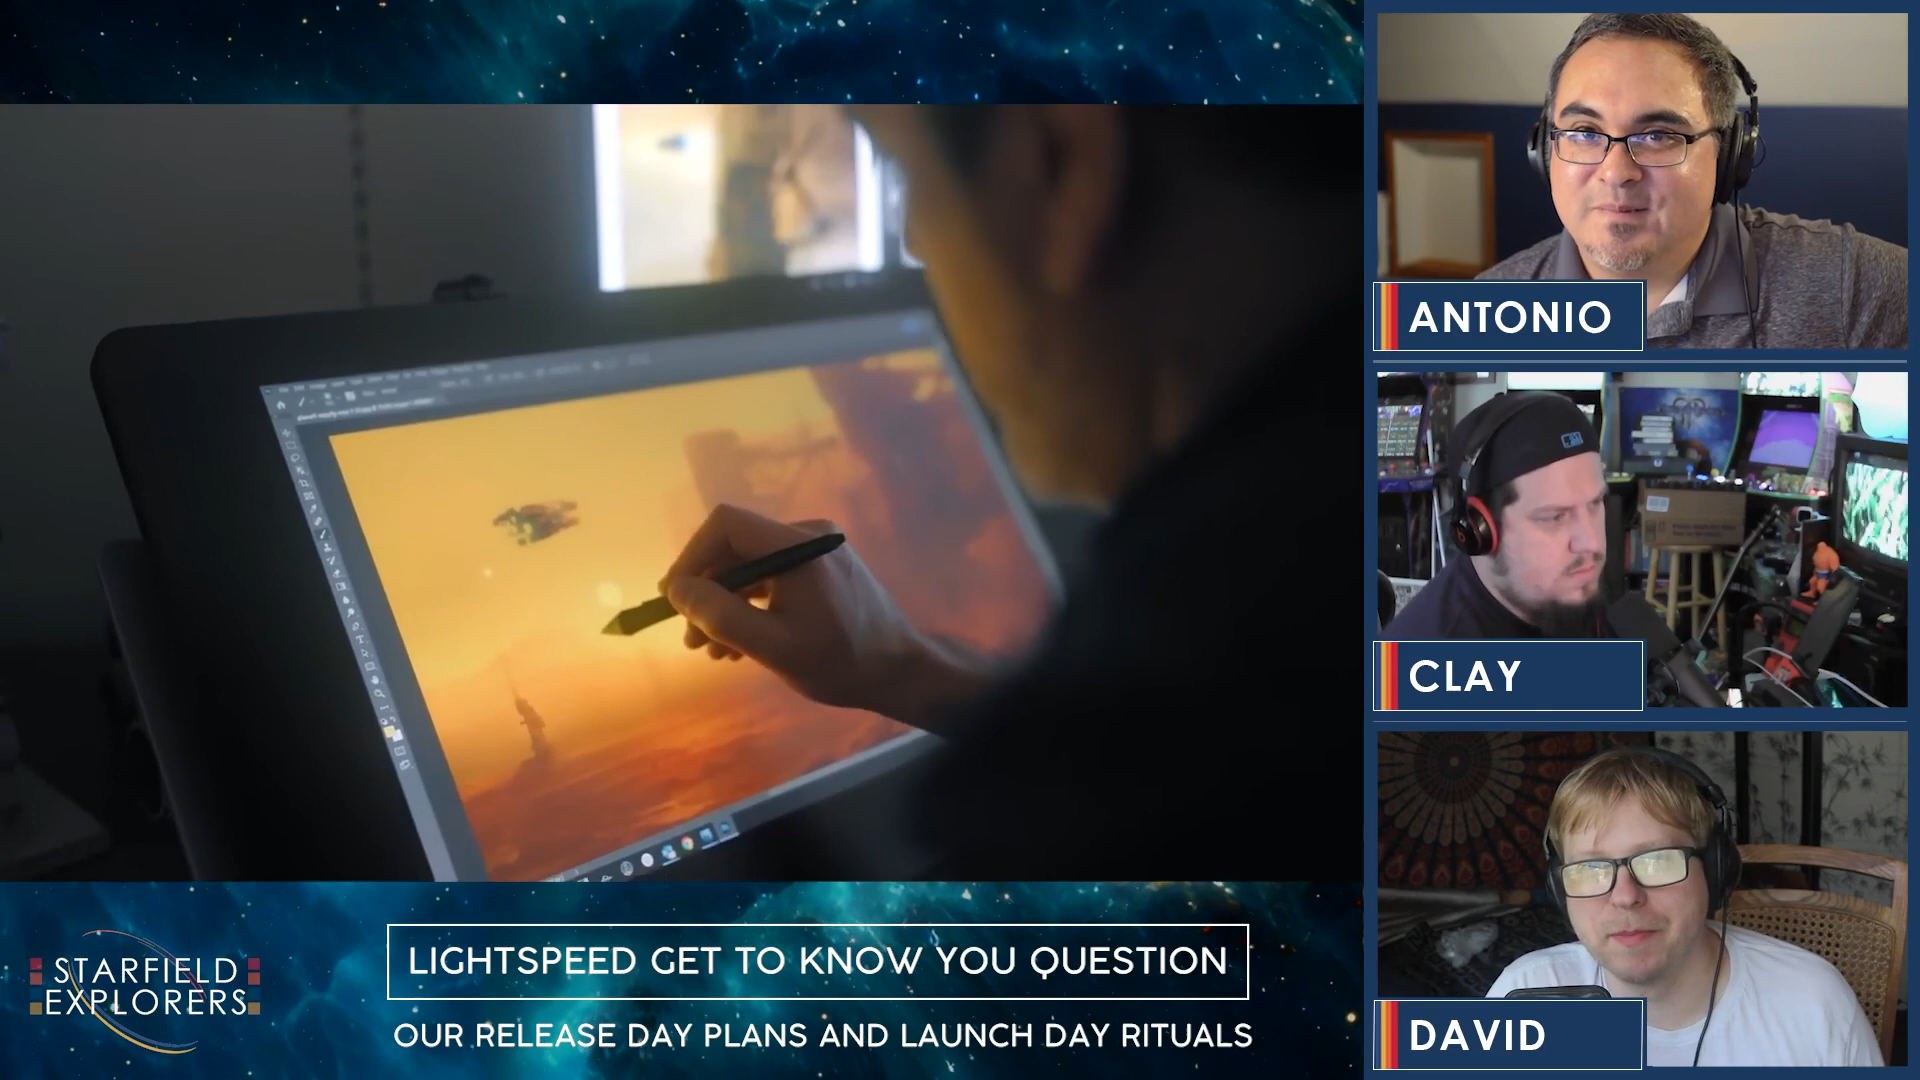 ANTONIO
CLAY
DAVID
STARFIELD
EXPLORERS
LIGHTSPEED GET TO KNOW YOU QUESTION
OUR RELEASE DAY PLANS AND LAUNCH DAY RITUALS